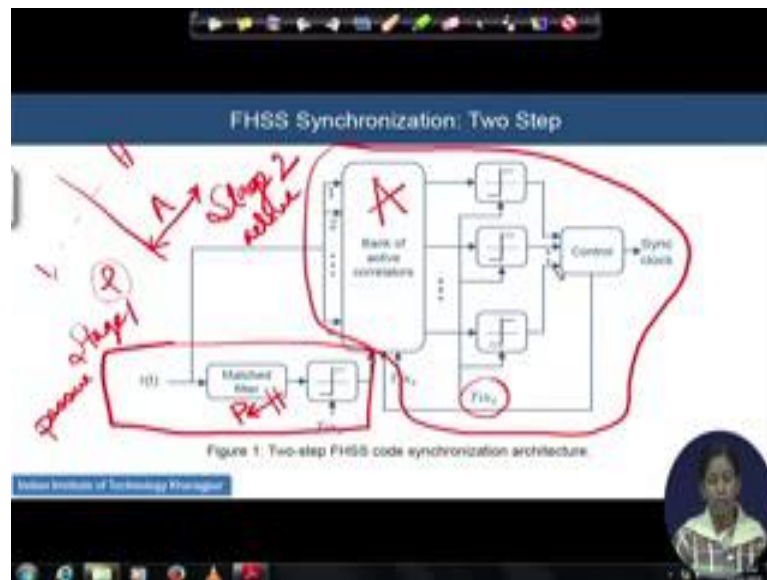 FHSS Synchronization: Two Step
Stage 2
A
A
Bank of
active
correlators
Control
Sync
clock
Stage 1
passive
r(t)
Matched
filter
P
Figure 1: Two-step FHSS code synchronization architecture.
Indian Institute of Technology Kharagpur